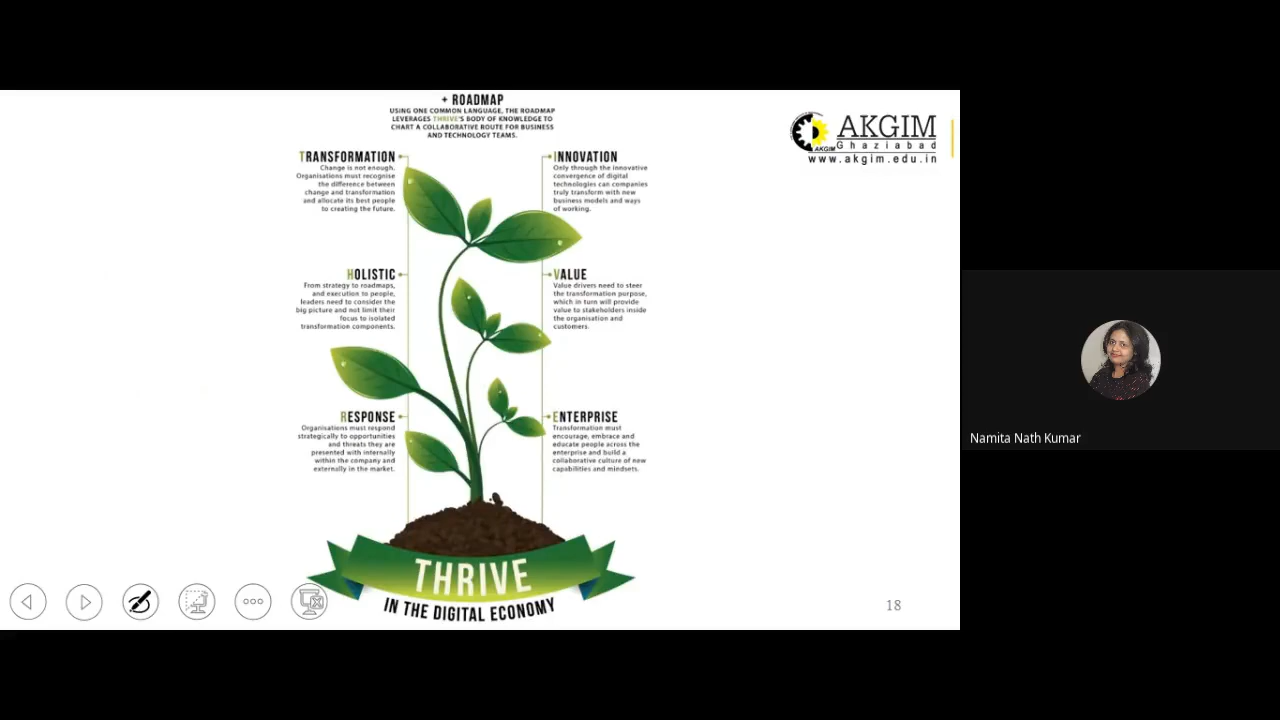 + ROADMAP
USING ONE COMMON LANGUAGE, THE ROADMAP
LEVERAGES THRIVE'S BODY OF KNOWLEDGE TO
CHART A COLLABORATIVE ROUTE FOR BUSINESS
AND TECHNOLOGY TEAMS.
AKGIM
AKGIM
Ghaziabad
www.akgim.edu.in
TRANSFORMATION
Change is not enough.
Organisations must recognise
the difference between
change and transformation
and allocate its best people
to creating the future.
INNOVATION
Only through the innovative
convergence of digital
technologies can companies
truly transform with new
business models and ways
of working.
HOLISTIC
From strategy to roadmaps,
and execution to people,
leaders need to consider the
big picture and not limit their
focus to isolated
transformation components.
VALUE
Value drivers need to steer
the transformation purpose,
which in turn will provide
value to stakeholders inside
the organisation and
customers.
RESPONSE
Organisations must respond
strategically to opportunities
and threats they are
presented with internally
within the company and
externally in the market.
ENTERPRISE
Transformation must
encourage, embrace and
educate people across the
enterprise and build a
collaborative culture of new
capabilities and mindsets.
THRIVE
IN THE DIGITAL ECONOMY
18
Namita Nath Kumar